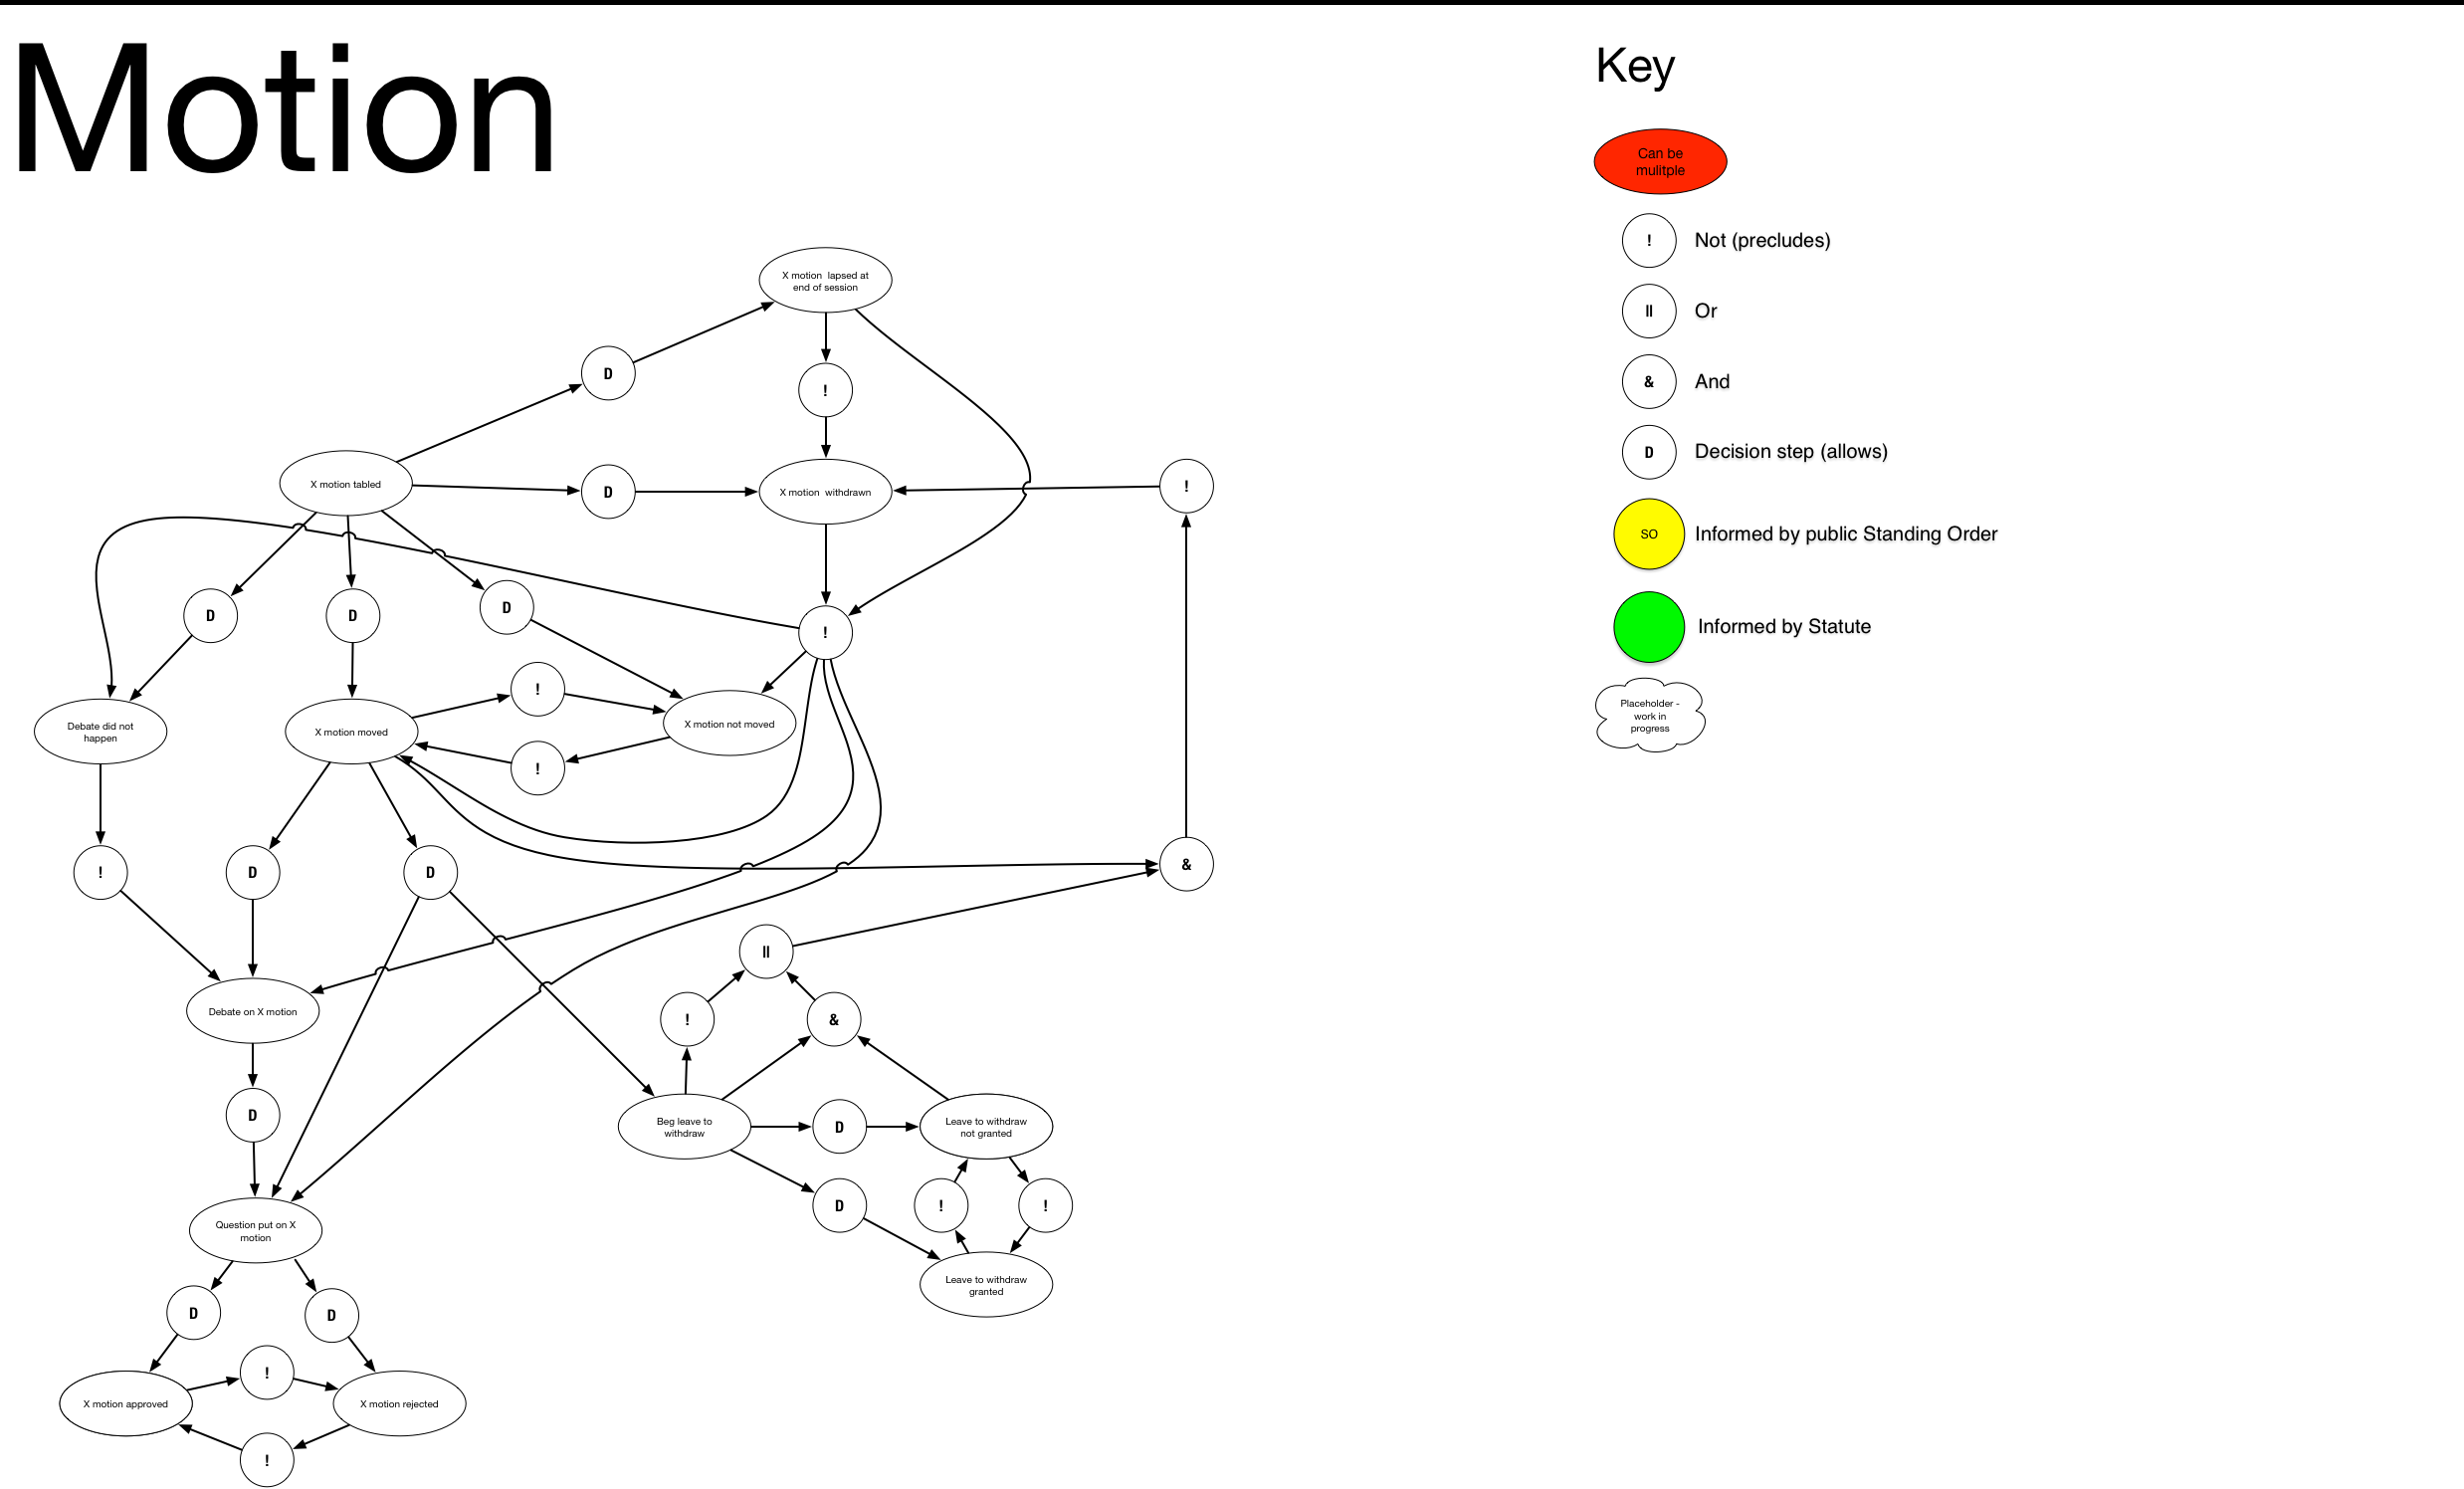 Motion
Key
Can be
mulitple
!
Not (precludes)
||
Or
&
And
D
Decision step (allows)
SO
Informed by public Standing Order
Informed by Statute
Placeholder -
work in
progress
X motion lapsed at
end of session
D
!
X motion tabled
D
X motion withdrawn
!
D
D
D
!
!
Debate did not
happen
X motion moved
X motion not moved
!
!
D
D
&
||
!
&
Debate on X motion
D
Beg leave to
withdraw
D
Leave to withdraw
not granted
D
!
!
Question put on X
motion
Leave to withdraw
granted
D
D
!
X motion approved
X motion rejected
!